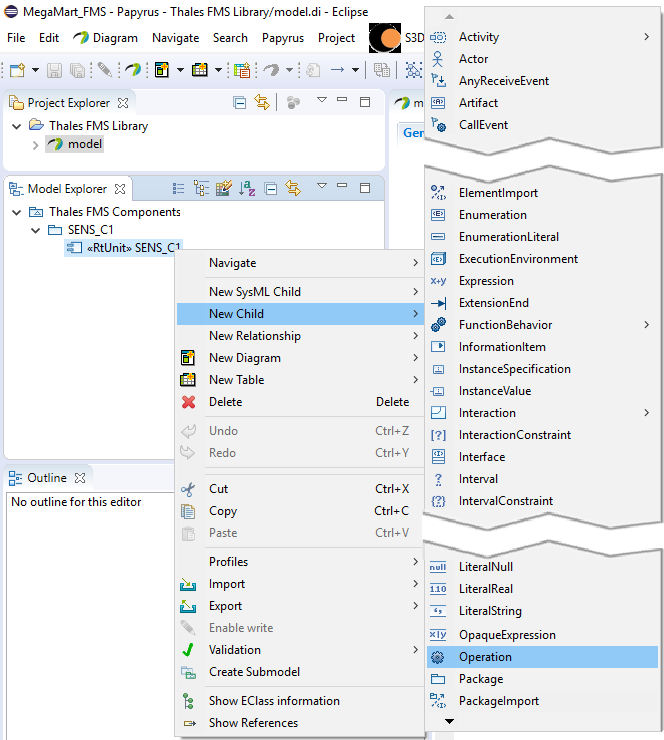 MegaMart_FMS - Papyrus - Thales FMS Library/model.di - Eclipse
File Edit Diagram Navigate Search Papyrus Project S3D
Project Explorer
Thales FMS Library
model
m
Ger
Model Explorer
Thales FMS Components
SENS_C1
«RtUnit» SENS_C1
Outline
No outline for this editor
Navigate
New SysML Child
New Child
New Relationship
New Diagram
New Table
Delete Delete
Undo Ctrl+Z
Redo Ctrl+Y
Cut Ctrl+X
Copy Ctrl+C
Paste Ctrl+V
Profiles
Import
Export
Enable write
Validation
Create Submodel
Show EClass information
Show References
Activity
Actor
AnyReceiveEvent
Artifact
CallEvent
ElementImport
Enumeration
EnumerationLiteral
ExecutionEnvironment
Expression
ExtensionEnd
FunctionBehavior
InformationItem
InstanceSpecification
InstanceValue
Interaction
InteractionConstraint
Interface
Interval
IntervalConstraint
LiteralNull
LiteralReal
LiteralString
OpaqueExpression
Operation
Package
PackageImport